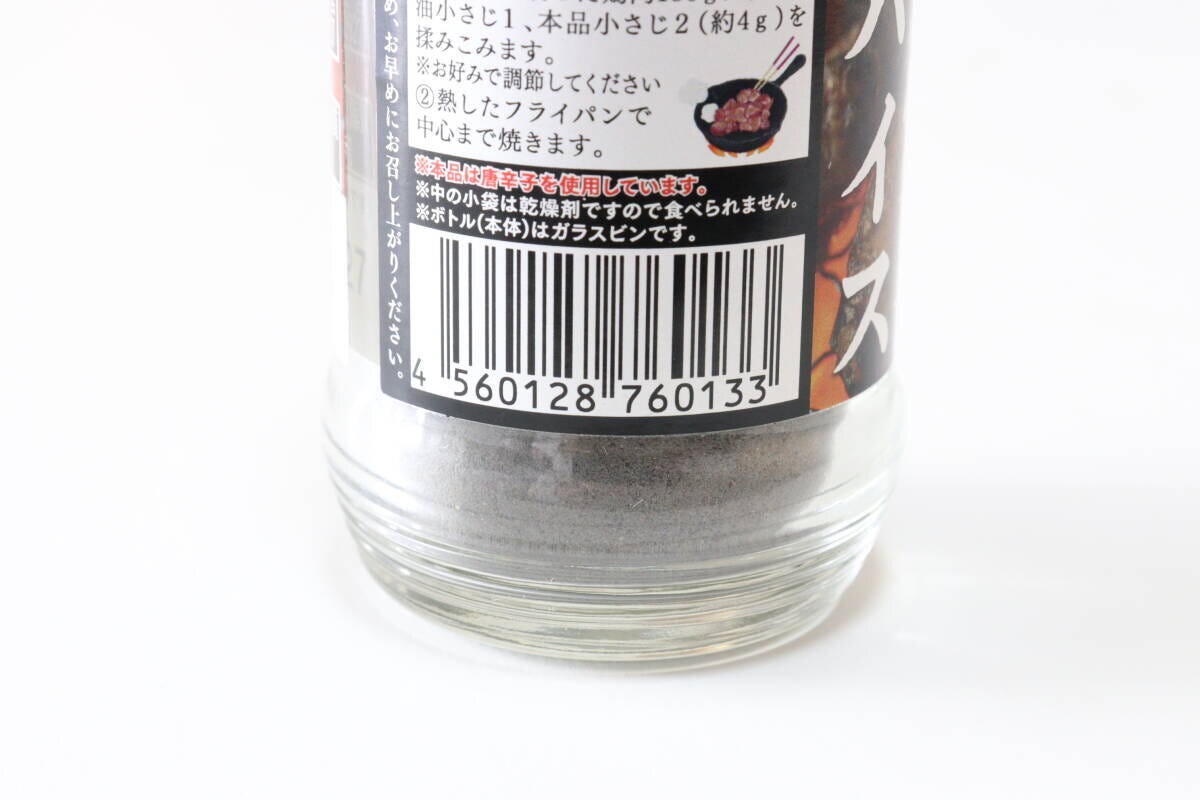 油小さじ1、本品小さじ2(約4g)を
揉みこみます。
※お好みで調節してください
②熱したフライパンで
中心まで焼きます。
※本品は唐辛子を使用しています。
※中の小袋は乾燥剤ですので食べられません。
※ボトル(本体)はガラスビンです。
4 560128 760133
め、お早めにお召し上がりください。
パイス
27